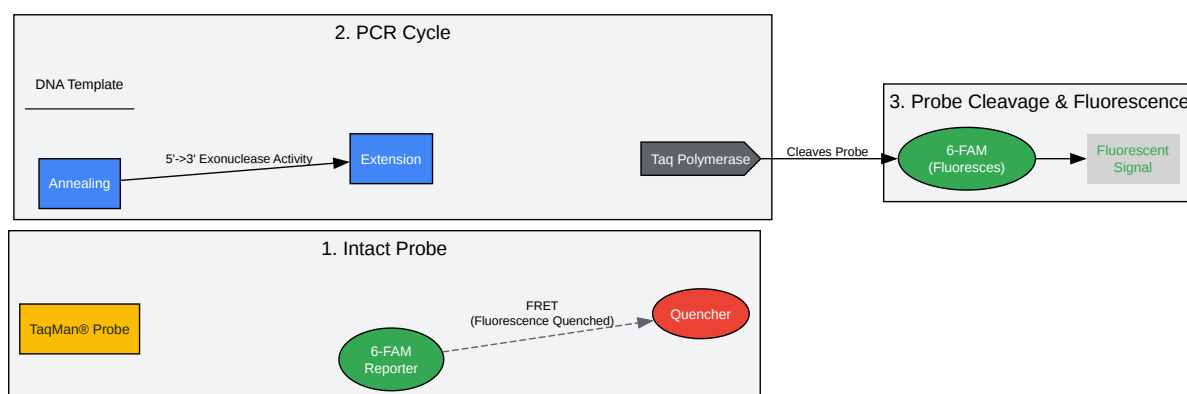 2. PCR Cycle
DNA Template
Annealing
5'->3' Exonuclease Activity
Extension
Taq Polymerase
Cleaves Probe
3. Probe Cleavage & Fluorescence
6-FAM
(Fluoresces)
Fluorescent
Signal
1. Intact Probe
TaqMan® Probe
6-FAM
Reporter
FRET
(Fluorescence Quenched)
Quencher